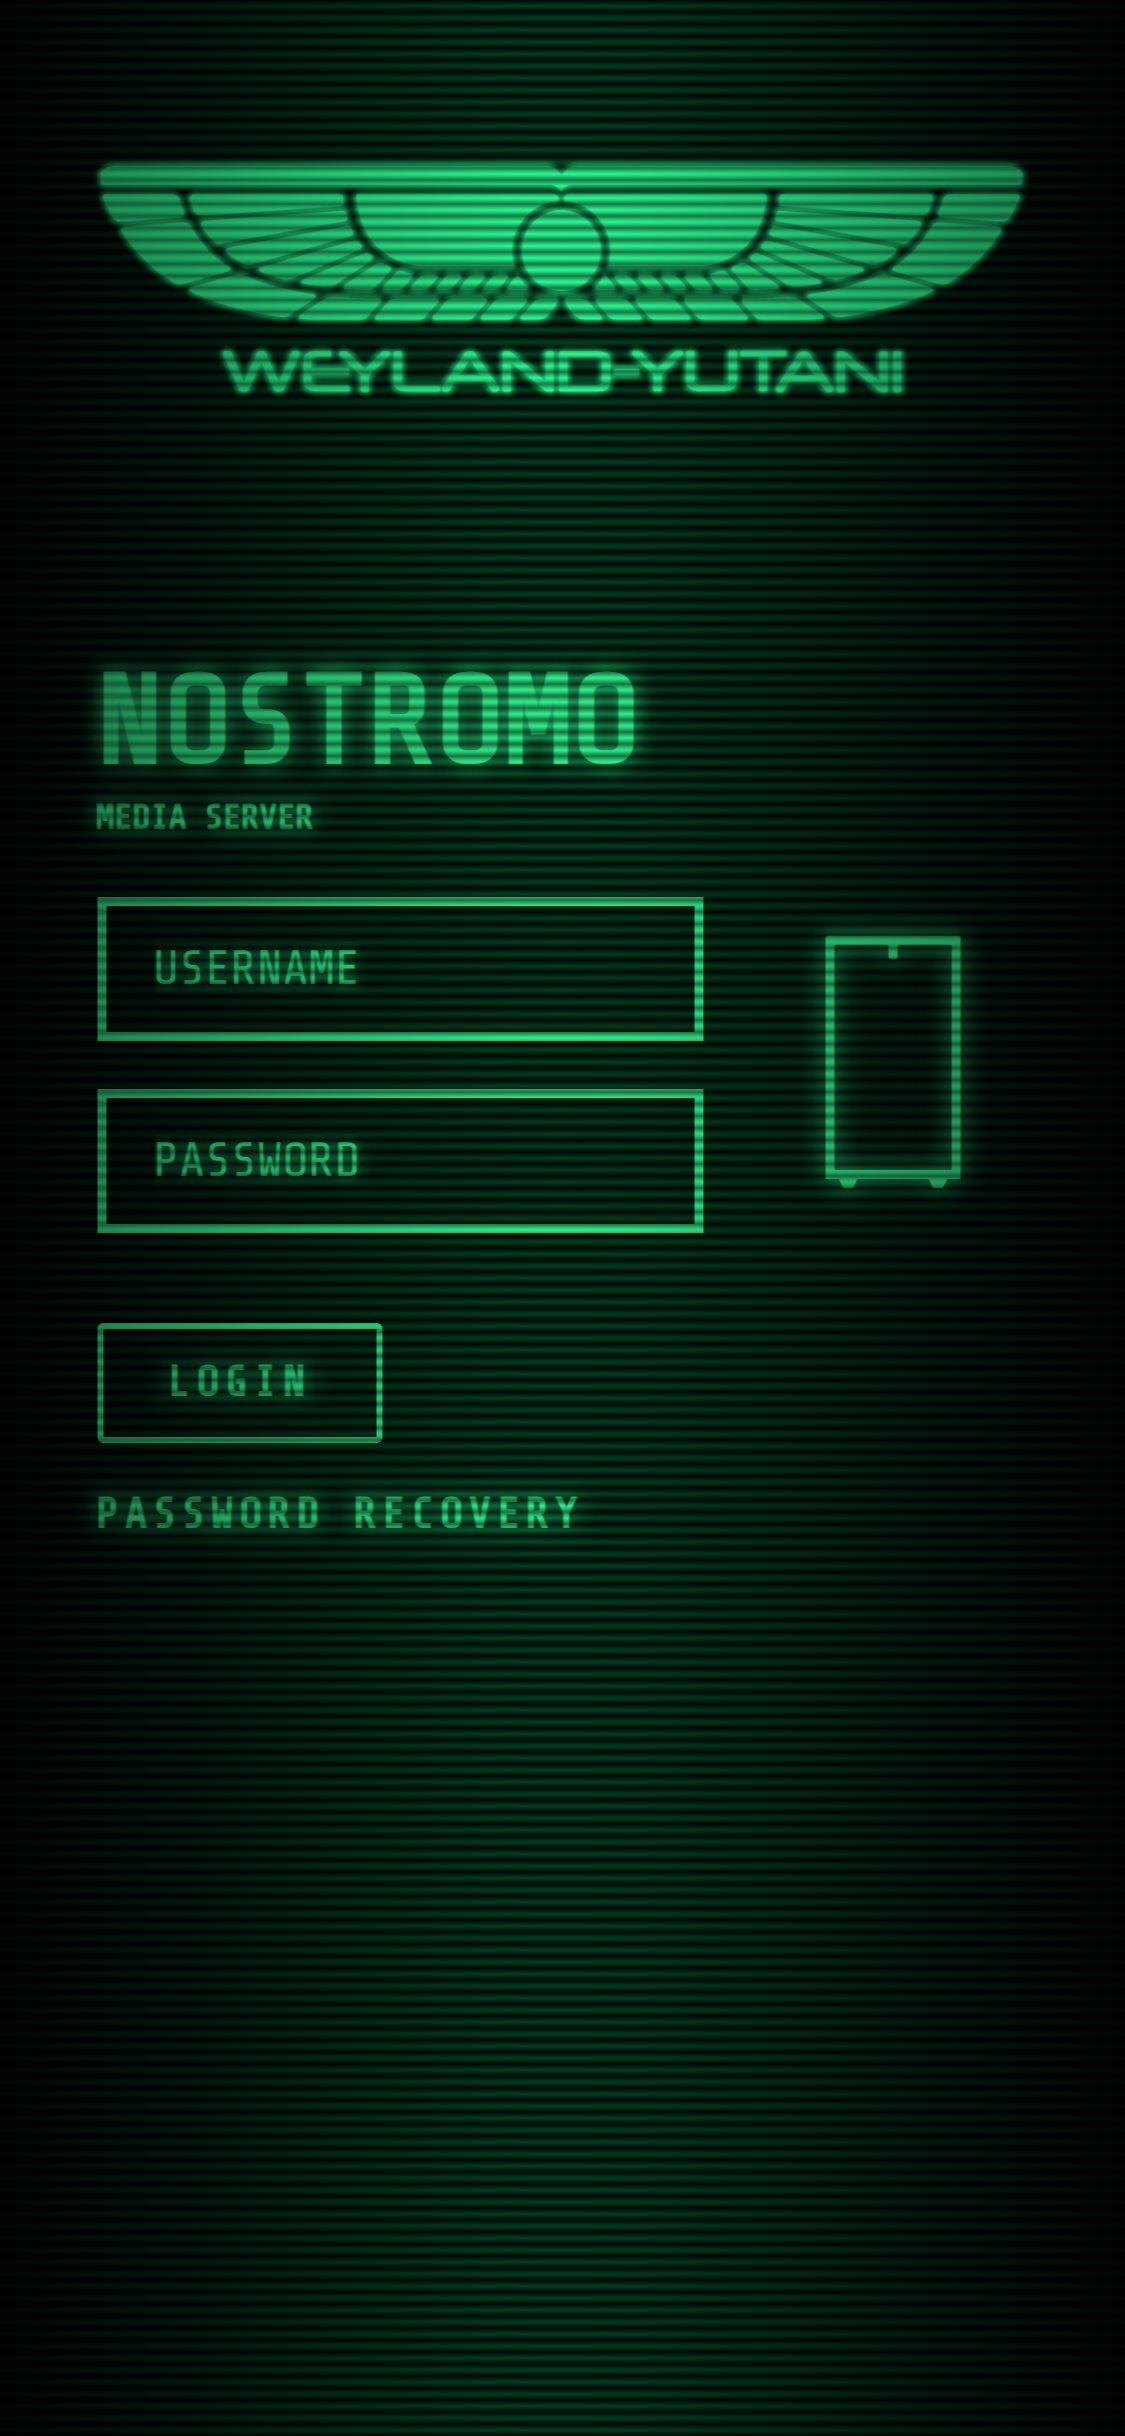 WEYLAND-YUTANI
NOSTROMO
MEDIA SERVER
USERNAME
PASSWORD
LOGIN
PASSWORD RECOVERY